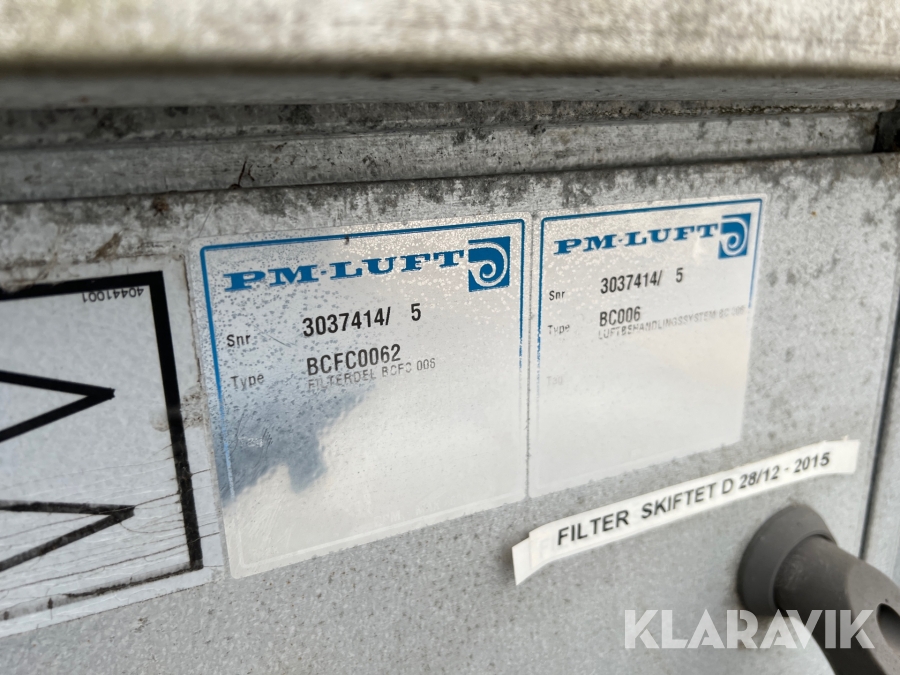 40441001
PM-LUFT
Snr 3037414/ 5
Type BCFC0062
FILTERDEL BCFC 006
PM-LUFT
Snr 3037414/ 5
Type BC006
LUFTBEHANDLINGSSYSTEM BC 006
FILTER SKIFTET D 28/12 - 2015
KLARAVIK